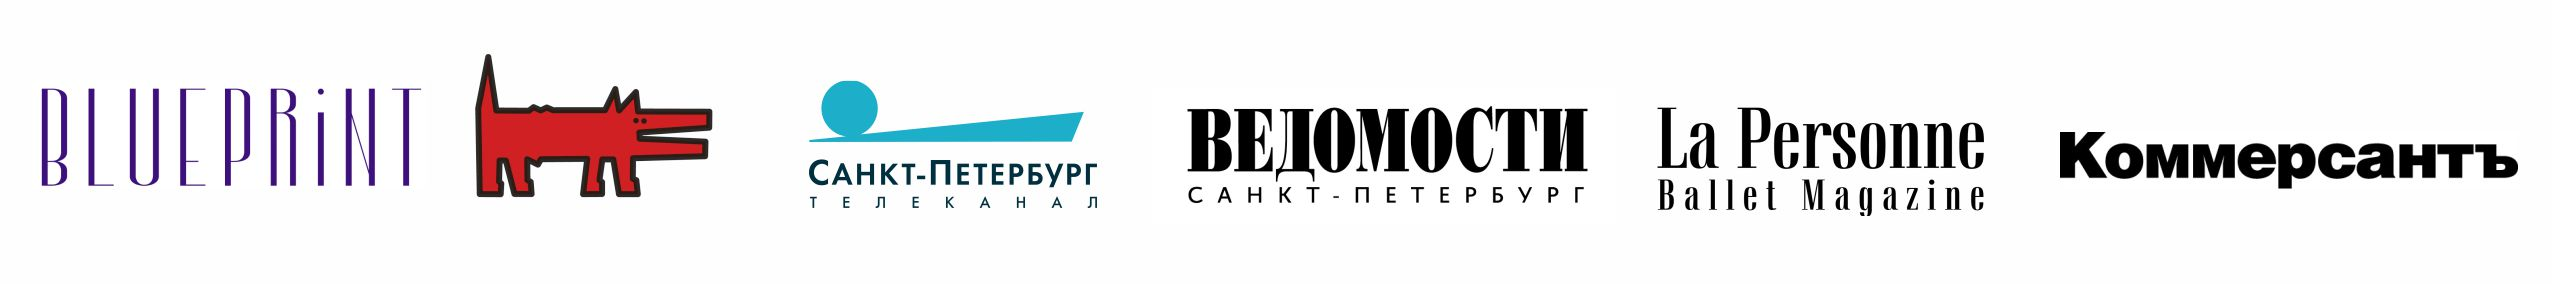 BLUEPRiNT
САНКТ-ПЕТЕРБУРГ
ТЕЛЕКАНАЛ
ВЕДОМОСТИ
САНКТ-ПЕТЕРБУРГ
La Personne
Ballet Magazine
Коммерсантъ